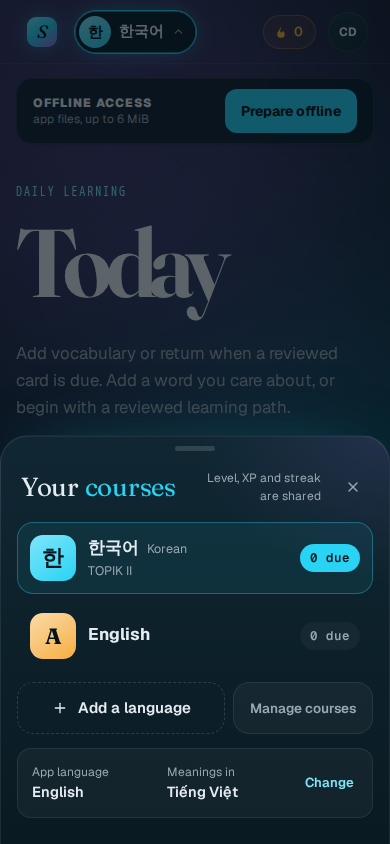 S
한 한국어
0
CD
OFFLINE ACCESS
app files, up to 6 MiB
Prepare offline
DAILY LEARNING
Today
Add vocabulary or return when a reviewed
card is due. Add a word you care about, or
begin with a reviewed learning path.
Your courses
Level, XP and streak
are shared
한
한국어 Korean
TOPIK II
0 due
A
English
0 due
+ Add a language
Manage courses
App language
English
Meanings in
Tiếng Việt
Change